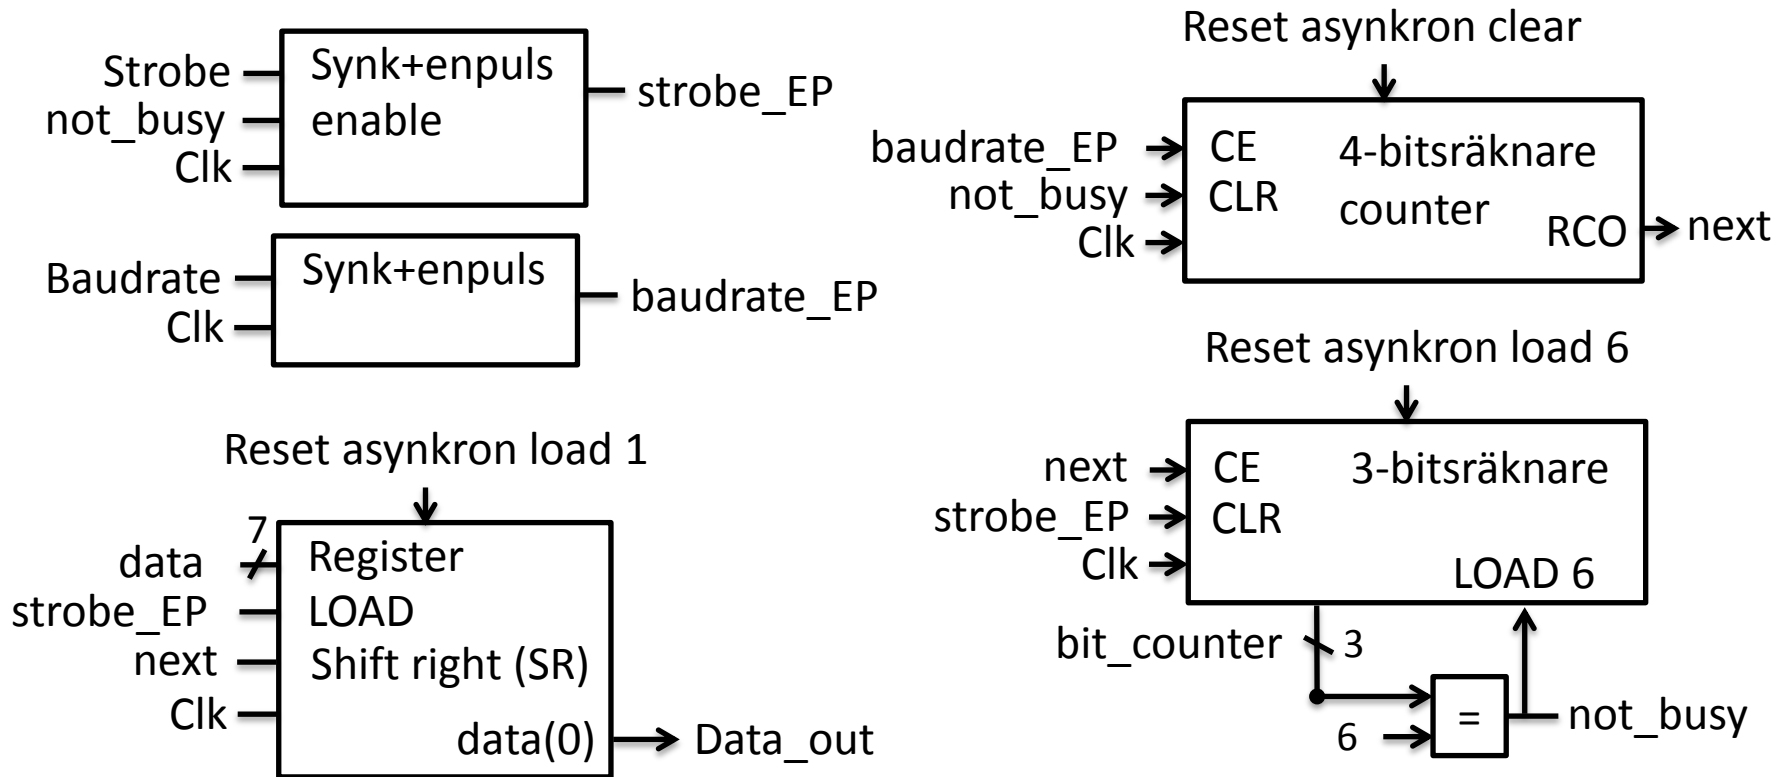 Strobe
not_busy
Clk
Synk+enpuls
enable
strobe_EP
Baudrate
Clk
Synk+enpuls
baudrate_EP
Reset asynkron load 1
7
data
strobe_EP
next
Clk
Register
LOAD
Shift right (SR)
data(0)
Data_out
Reset asynkron clear
baudrate_EP
not_busy
Clk
CE
CLR
4-bitsräknare
counter
RCO
next
Reset asynkron load 6
next
strobe_EP
Clk
CE
CLR
3-bitsräknare
LOAD 6
bit_counter
3
6
=
not_busy